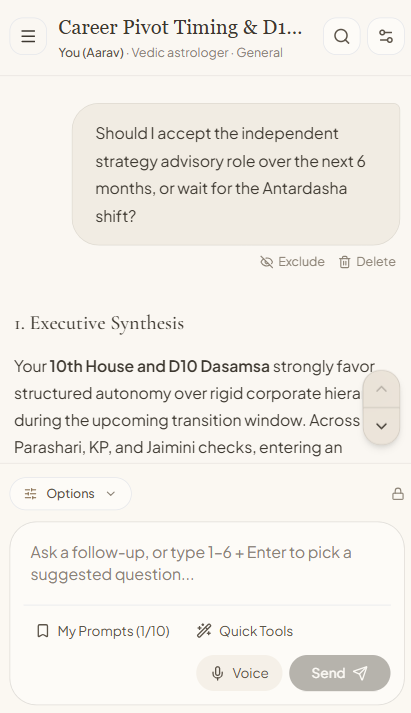 Career Pivot Timing & D1...
You (Aarav) · Vedic astrologer · General
Should I accept the independent
strategy advisory role over the next 6
months, or wait for the Antardasha
shift?
Exclude
Delete
1. Executive Synthesis
Your 10th House and D10 Dasamsa strongly favor
structured autonomy over rigid corporate hiera
during the upcoming transition window. Across
Parashari, KP, and Jaimini checks, entering an
Options
Ask a follow-up, or type 1–6 + Enter to pick a
suggested question...
My Prompts (1/10)
Quick Tools
Voice
Send